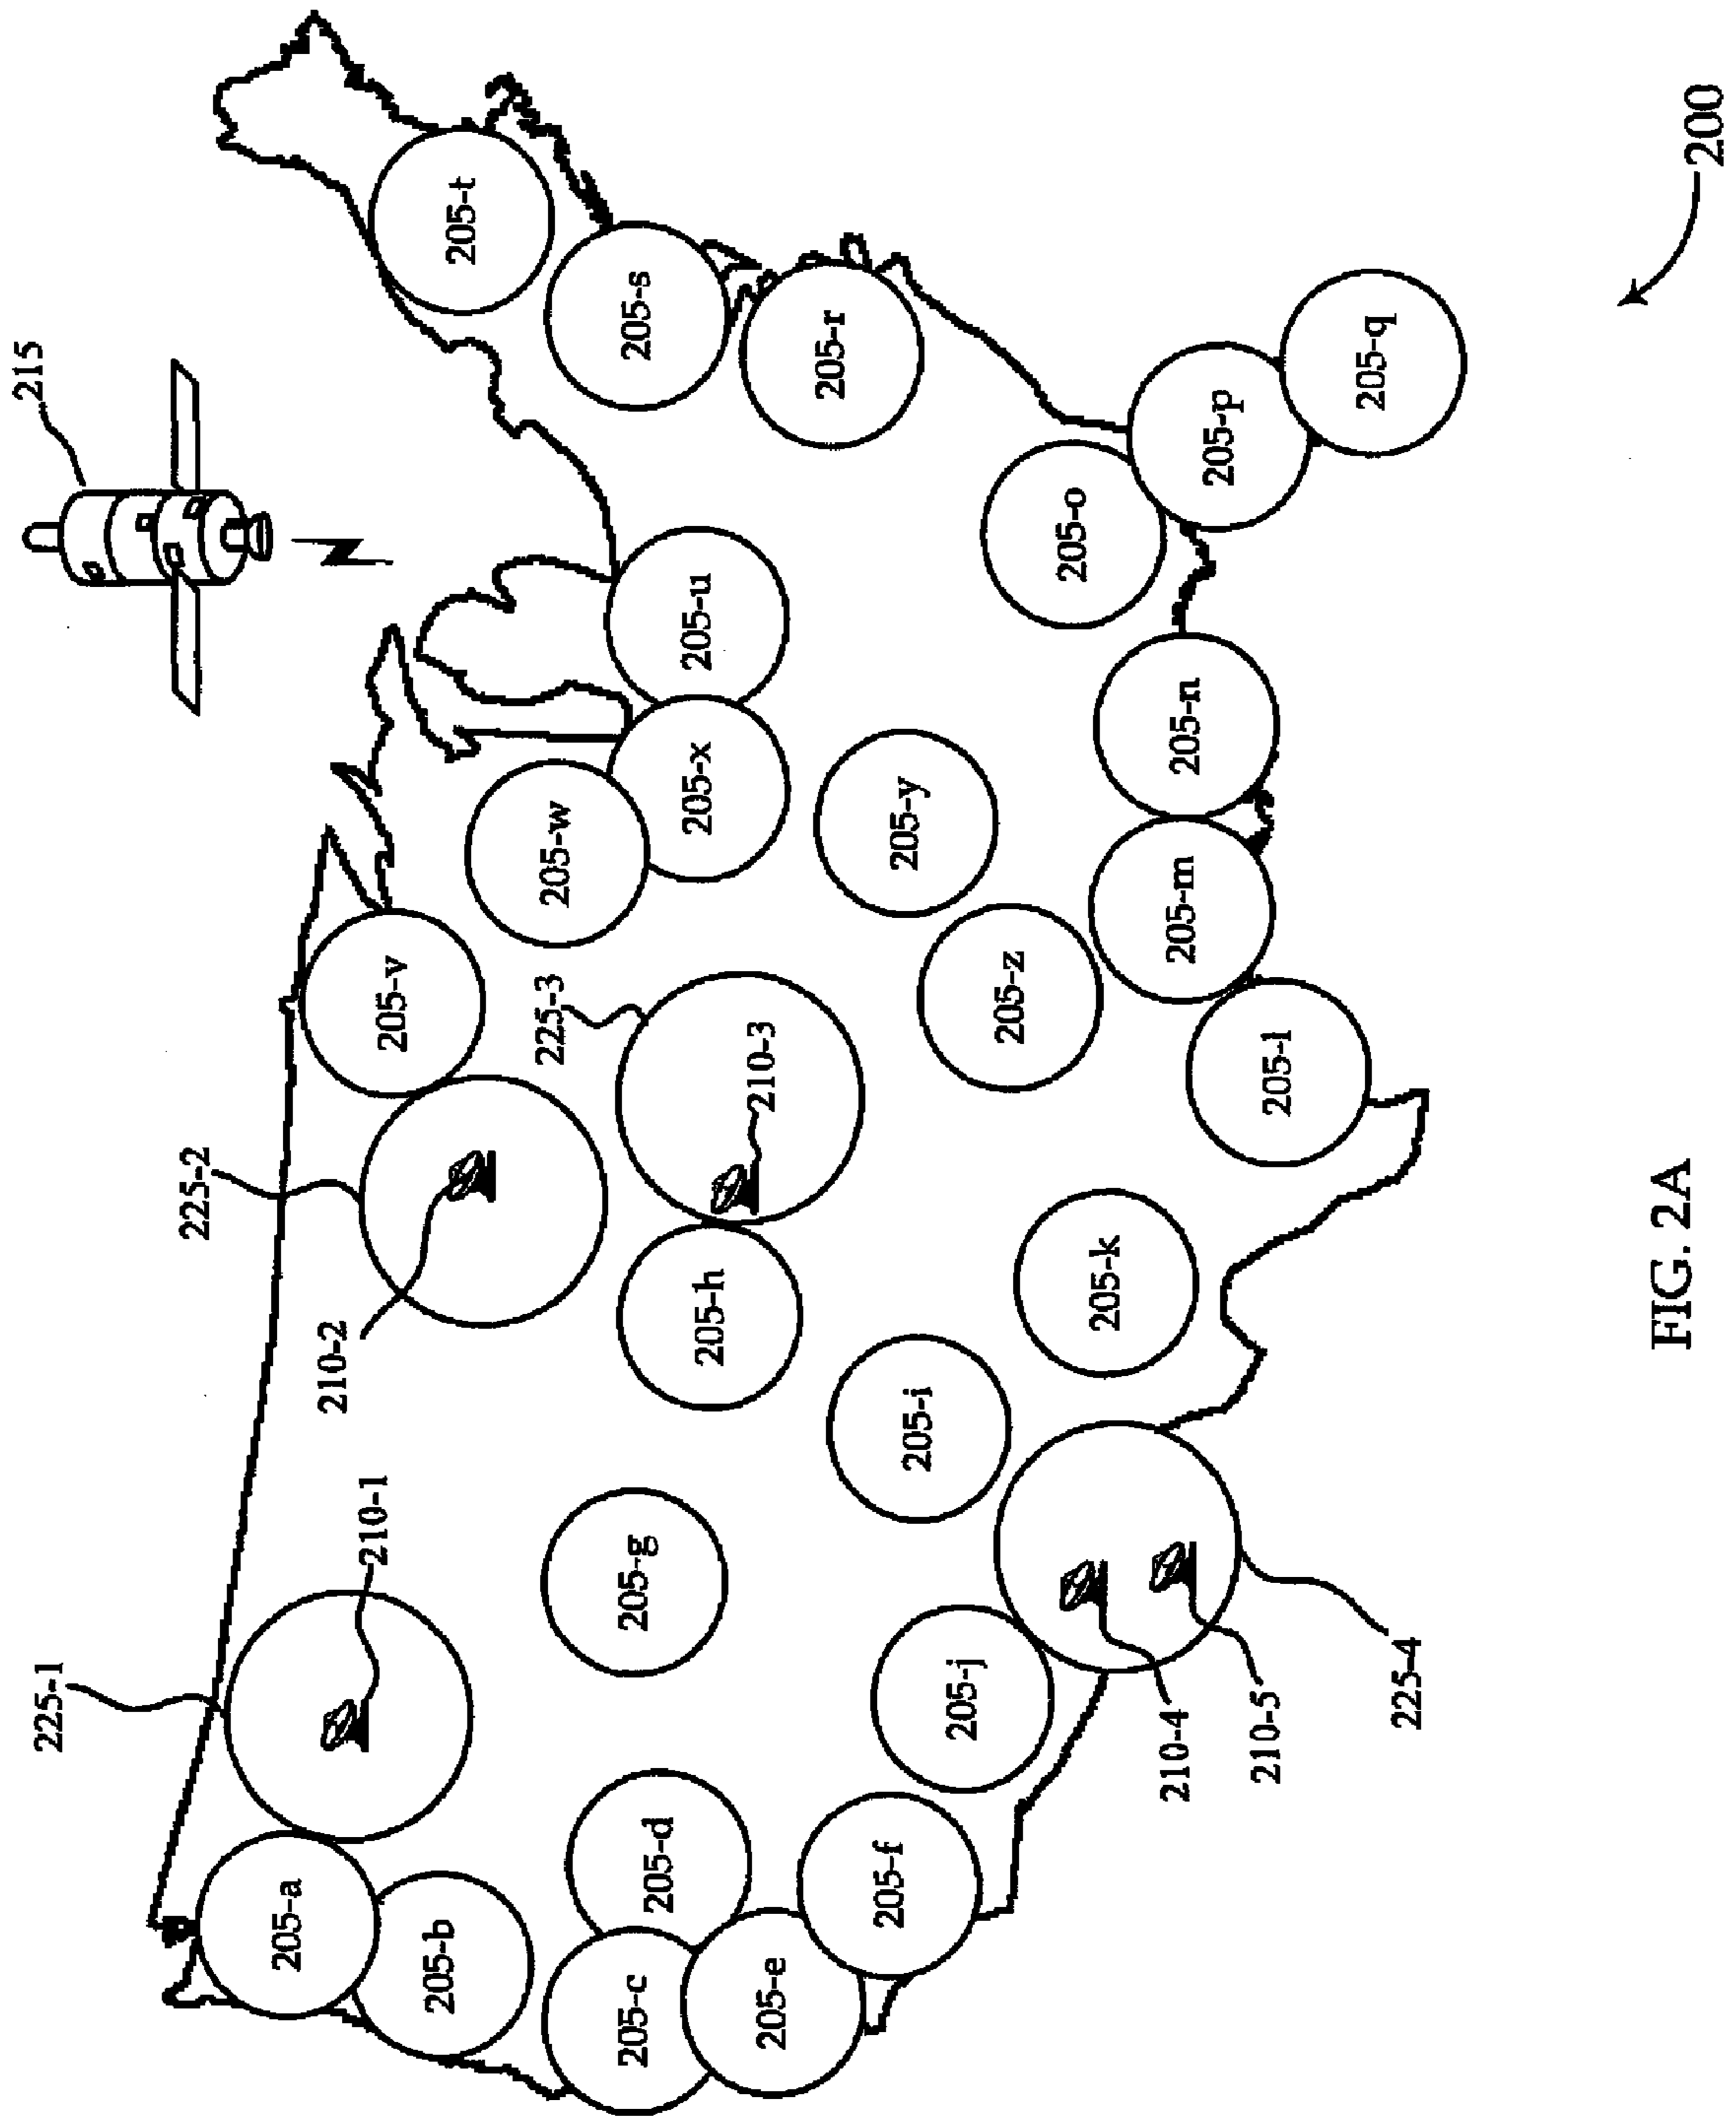 215
225-1
225-2
210-1
210-2
225-3
210-3
205-a
205-b
205-c
205-d
205-e
205-f
205-g
205-h
205-i
205-j
205-k
205-l
205-m
205-n
205-o
205-p
205-q
205-r
205-s
205-t
205-u
205-v
205-w
205-x
205-y
205-z
210-4
210-5
225-4
200
FIG. 2A